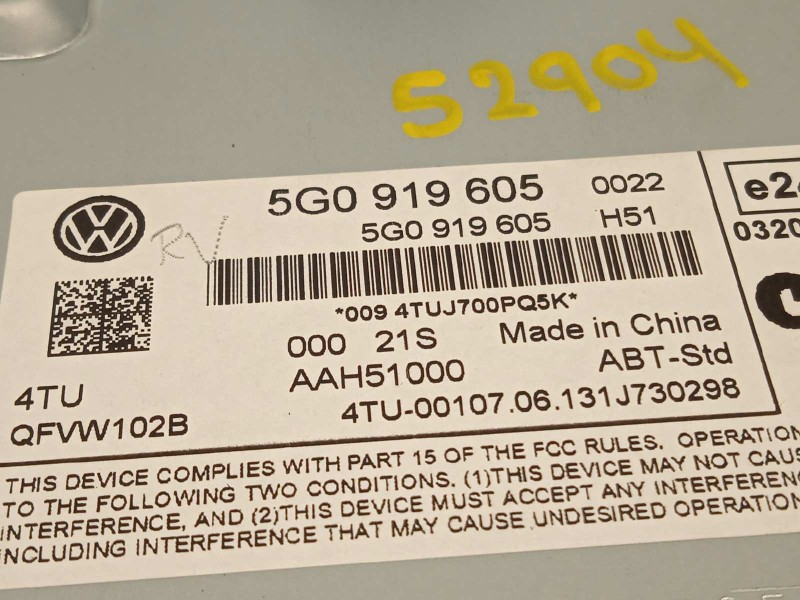 52904
5G0 919 605 0022
5G0 919 605 H51
RV
*009 4TUJ700PQ5K*
000 21S Made in China
AAH51000 ABT-Std
4TU
QFVW102B
4TU-00107.06.131J730298
e2
0320
THIS DEVICE COMPLIES WITH PART 15 OF THE FCC RULES. OPERATION
TO THE FOLLOWING TWO CONDITIONS. (1)THIS DEVICE MAY NOT CAUS
INTERFERENCE, AND (2)THIS DEVICE MUST ACCEPT ANY INTERFERENC
INCLUDING INTERFERENCE THAT MAY CAUSE UNDESIRED OPERATION